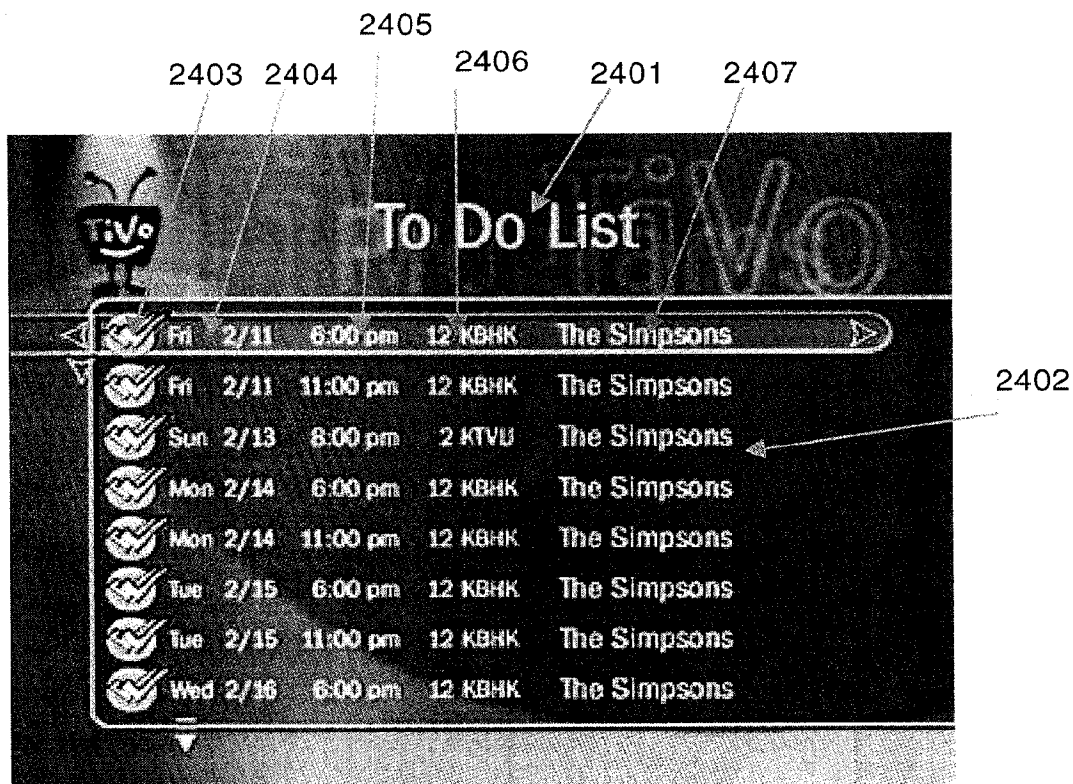 2405
2403 2404 2406 2401 2407
TiVo
TiVo
To Do List
Fri 2/11 6:00 pm 12 KBHK The Simpsons
Fri 2/11 11:00 pm 12 KBHK The Simpsons
2402
Sun 2/13 8:00 pm 2 KTVU The Simpsons
Mon 2/14 6:00 pm 12 KBHK The Simpsons
Mon 2/14 11:00 pm 12 KBHK The Simpsons
Tue 2/15 6:00 pm 12 KBHK The Simpsons
Tue 2/15 11:00 pm 12 KBHK The Simpsons
Wed 2/16 6:00 pm 12 KBHK The Simpsons